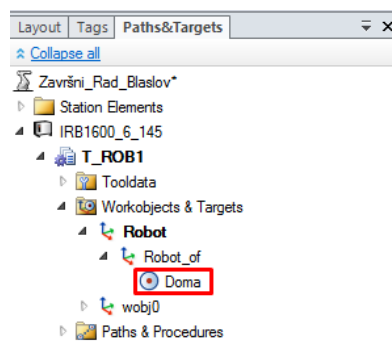 Layout Tags Paths&Targets
Collapse all
Završni_Rad_Blaslov*
Station Elements
IRB1600_6_145
T_ROB1
Tooldata
Workobjects & Targets
Robot
Robot_of
Doma
wobj0
Paths & Procedures